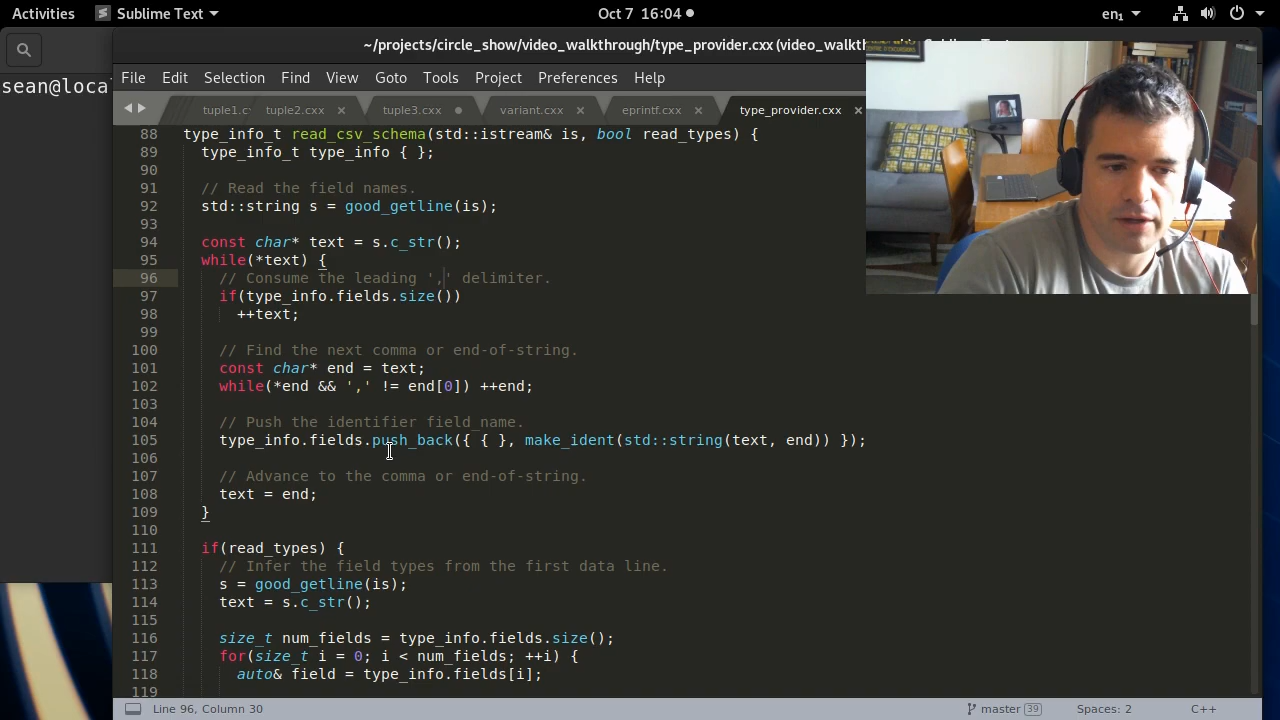 Activities Sublime Text Oct 7 16:04 en₁
~/projects/circle_show/video_walkthrough/type_provider.cxx (video_walkth
sean@loca
File Edit Selection Find View Goto Tools Project Preferences Help
tuple1.c tuple2.cxx tuple3.cxx variant.cxx eprintf.cxx type_provider.cxx
88 type_info_t read_csv_schema(std::istream& is, bool read_types) {
89 type_info_t type_info { };
90
91 // Read the field names.
92 std::string s = good_getline(is);
93
94 const char* text = s.c_str();
95 while(*text) {
96 // Consume the leading ',' delimiter.
97 if(type_info.fields.size())
98 ++text;
99
100 // Find the next comma or end-of-string.
101 const char* end = text;
102 while(*end && ',' != end[0]) ++end;
103
104 // Push the identifier field_name.
105 type_info.fields.push_back({ { }, make_ident(std::string(text, end)) });
106
107 // Advance to the comma or end-of-string.
108 text = end;
109 }
110
111 if(read_types) {
112 // Infer the field types from the first data line.
113 s = good_getline(is);
114 text = s.c_str();
115
116 size_t num_fields = type_info.fields.size();
117 for(size_t i = 0; i < num_fields; ++i) {
118 auto& field = type_info.fields[i];
119
Line 96, Column 30 master 39 Spaces: 2 C++